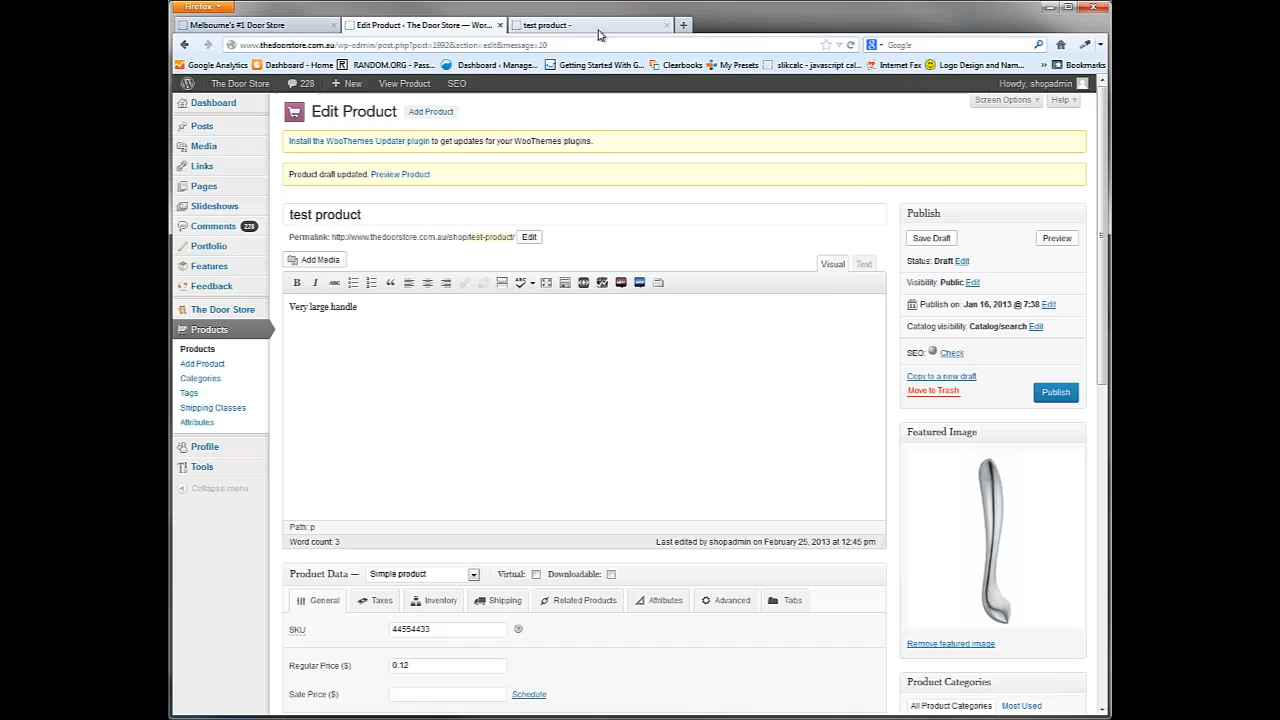 Firefox
Melbourne's #1 Door Store
Edit Product ‹ The Door Store — Wor...
test product -
www.thedoorstore.com.au/wp-admin/post.php?post=1992&action=edit&message=10
Google
Google Analytics
Dashboard - Home
RANDOM.ORG - Pass...
Dashboard ‹ Manage...
Getting Started With G...
Clearbooks
My Presets
slikcalc - javascript cal...
Internet Fax
Logo Design and Nam...
»
Bookmarks
The Door Store
228
+ New
View Product
SEO
Howdy, shopadmin
Dashboard
Posts
Media
Links
Pages
Slideshows
Comments 228
Portfolio
Features
Feedback
The Door Store
Products
Products
Add Product
Categories
Tags
Shipping Classes
Attributes
Profile
Tools
Collapse menu
Screen Options
Help
Edit Product
Add Product
Install the WooThemes Updater plugin to get updates for your WooThemes plugins.
Product draft updated. Preview Product
test product
Permalink: http://www.thedoorstore.com.au/shop/test-product/ Edit
Add Media
Visual
Text
B I ABC
ABC
Very large handle
Path: p
Word count: 3
Last edited by shopadmin on February 25, 2013 at 12:45 pm
Product Data — Simple product
Virtual:
Downloadable:
General
Taxes
Inventory
Shipping
Related Products
Attributes
Advanced
Tabs
SKU
44554433
Regular Price ($)
0.12
Sale Price ($)
Schedule
Publish
Save Draft
Preview
Status: Draft Edit
Visibility: Public Edit
Publish on: Jan 16, 2013 @ 7:38 Edit
Catalog visibility: Catalog/search Edit
SEO: Check
Copy to a new draft
Move to Trash
Publish
Featured Image
Remove featured image
Product Categories
All Product Categories
Most Used